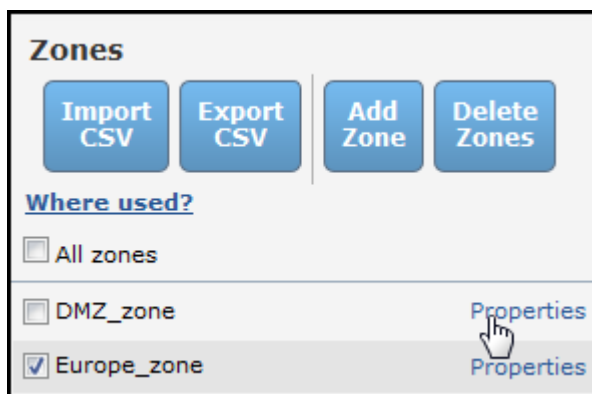 Zones
Import CSV
Export CSV
Add Zone
Delete Zones
Where used?
All zones
DMZ_zone Properties
Europe_zone Properties